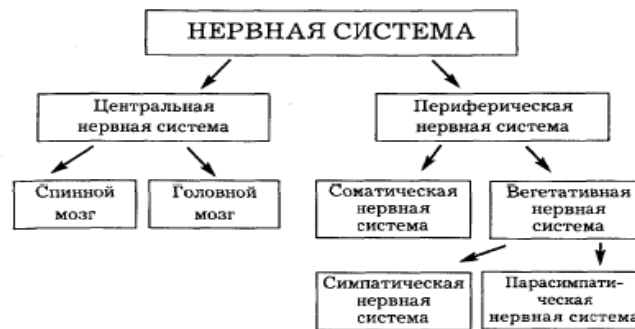 НЕРВНАЯ СИСТЕМА
Центральная
нервная система
Периферическая
нервная система
Спинной
мозг
Головной
мозг
Соматическая
нервная
система
Вегетативная
нервная
система
Симпатическая
нервная
система
Парасимпати-
ческая
нервная система